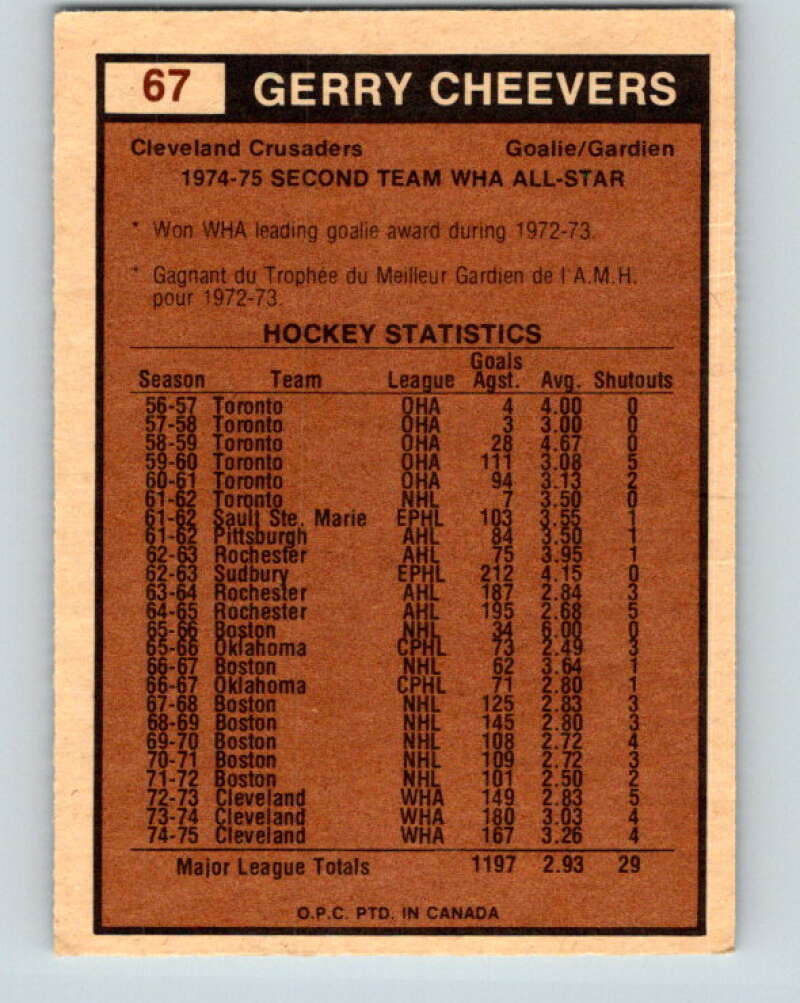 67 GERRY CHEEVERS
Cleveland Crusaders Goalie/Gardien
1974-75 SECOND TEAM WHA ALL-STAR
* Won WHA leading goalie award during 1972-73.
* Gagnant du Trophée du Meilleur Gardien de l'A.M.H.
pour 1972-73.
HOCKEY STATISTICS
Goals
Season Team League Agst. Avg. Shutouts
56-57 Toronto OHA 4 4.00 0
57-58 Toronto OHA 3 3.00 0
58-59 Toronto OHA 28 4.67 0
59-60 Toronto OHA 111 3.08 5
60-61 Toronto OHA 94 3.13 2
61-62 Toronto NHL 7 3.50 0
61-62 Sault Ste. Marie EPHL 103 3.55 1
61-62 Pittsburgh AHL 84 3.50 1
62-63 Rochester AHL 75 3.95 1
62-63 Sudbury EPHL 212 4.15 0
63-64 Rochester AHL 187 2.84 3
64-65 Rochester AHL 195 2.68 5
65-66 Boston NHL 34 6.00 0
65-66 Oklahoma CPHL 73 2.49 3
66-67 Boston NHL 62 3.64 1
66-67 Oklahoma CPHL 71 2.80 1
67-68 Boston NHL 125 2.83 3
68-69 Boston NHL 145 2.80 3
69-70 Boston NHL 108 2.72 4
70-71 Boston NHL 109 2.72 3
71-72 Boston NHL 101 2.50 2
72-73 Cleveland WHA 149 2.83 5
73-74 Cleveland WHA 180 3.03 4
74-75 Cleveland WHA 167 3.26 4
Major League Totals 1197 2.93 29
O.P.C. PTD. IN CANADA